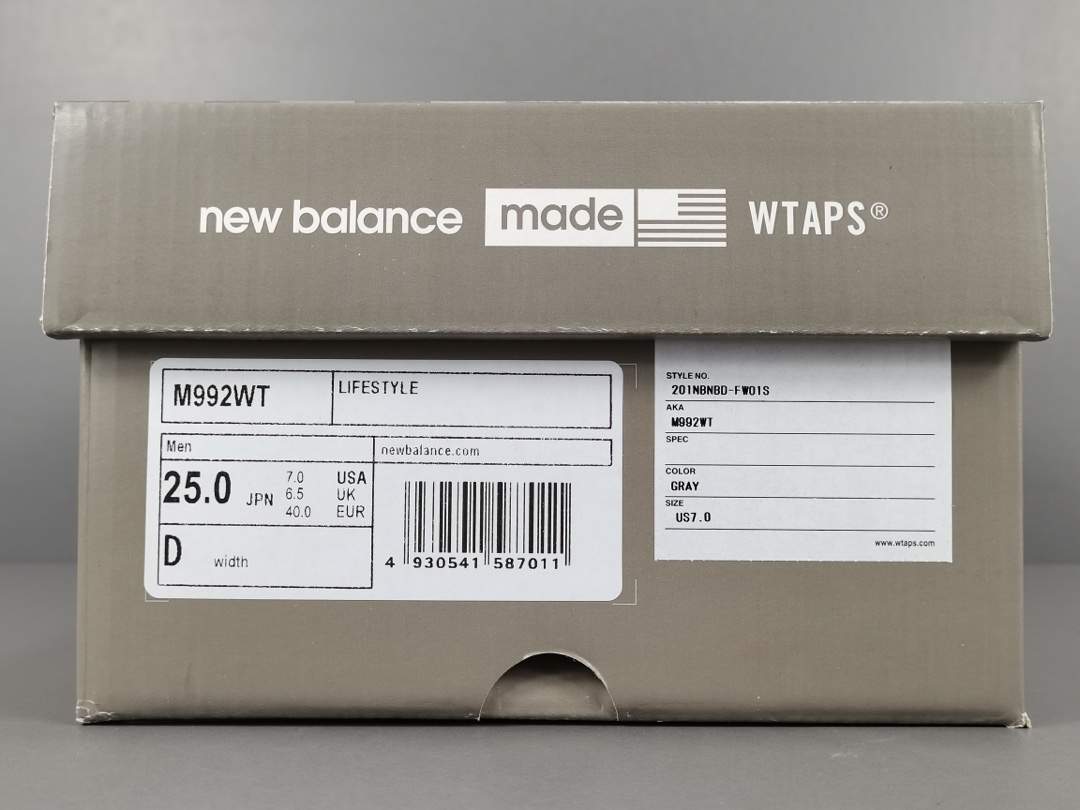 new balance made WTAPS®
M992WT LIFESTYLE
Men newbalance.com
25.0 JPN 7.0 USA
6.5 UK
40.0 EUR
D width
4 930541 587011
STYLE NO.
201NBNBD-FW01S
AKA
M992WT
SPEC
COLOR
GRAY
SIZE
US7.0
www.wtaps.com